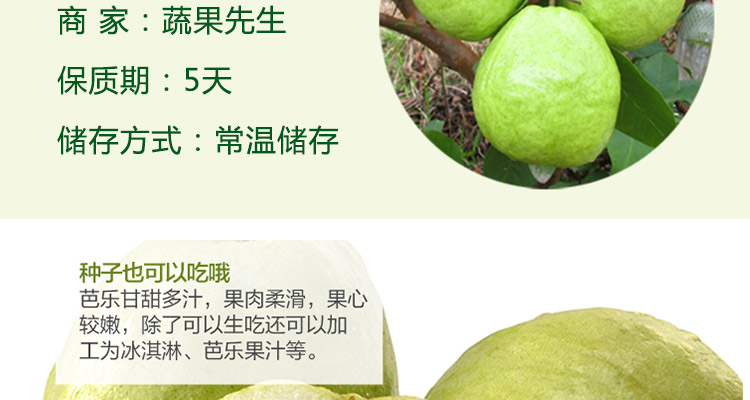 商 家：蔬果先生
保质期：5天
储存方式：常温储存
种子也可以吃哦
芭乐甘甜多汁，果肉柔滑，果心
较嫩，除了可以生吃还可以加
工为冰淇淋、芭乐果汁等。